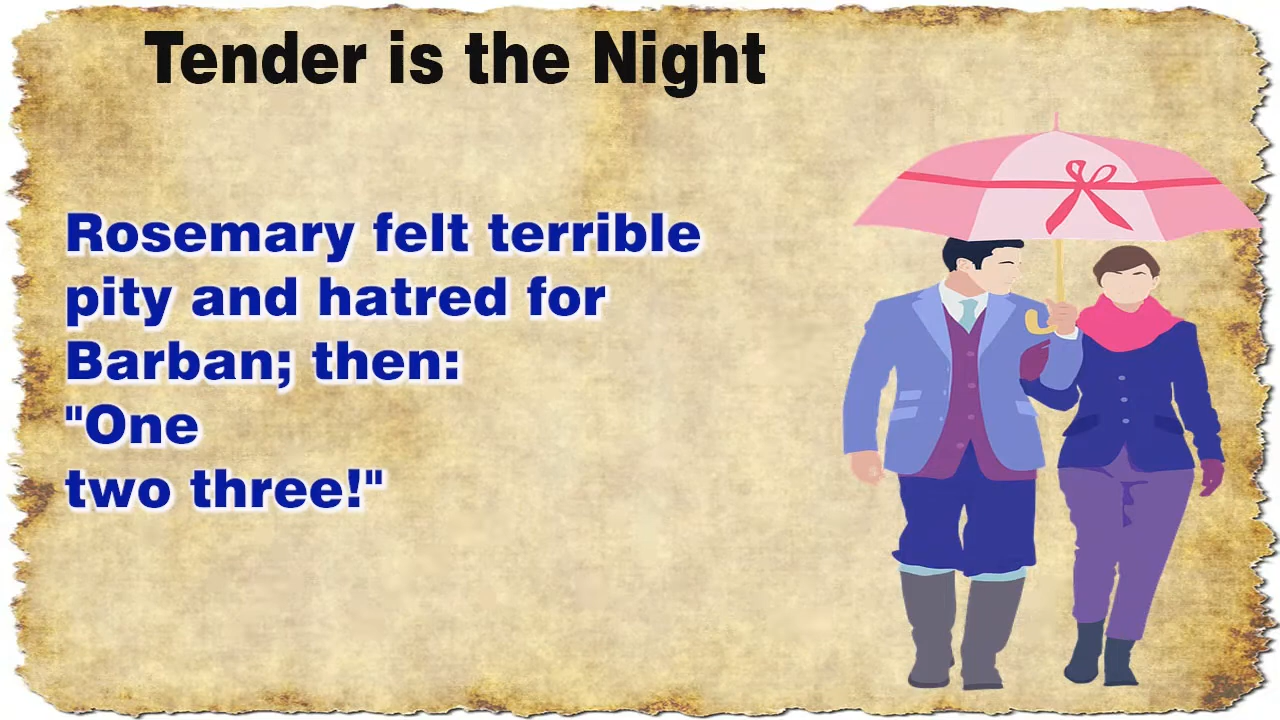 Tender is the Night
Rosemary felt terrible
pity and hatred for
Barban; then:
"One
two three!"